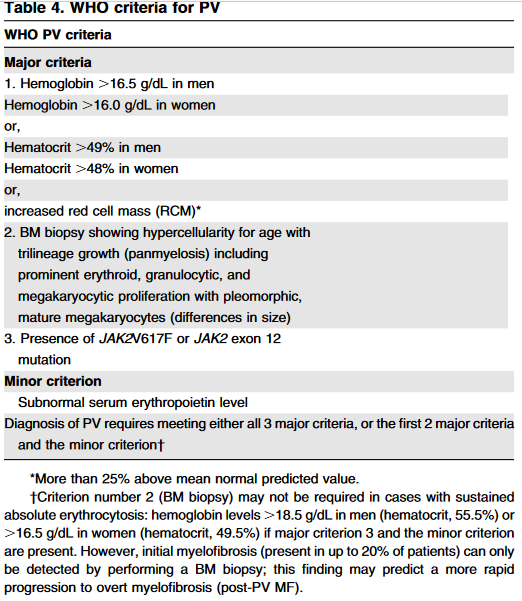 Table 4. WHO criteria for PV
WHO PV criteria
Major criteria
1. Hemoglobin >16.5 g/dL in men
Hemoglobin >16.0 g/dL in women
or,
Hematocrit >49% in men
Hematocrit >48% in women
or,
increased red cell mass (RCM)*
2. BM biopsy showing hypercellularity for age with
trilineage growth (panmyelosis) including
prominent erythroid, granulocytic, and
megakaryocytic proliferation with pleomorphic,
mature megakaryocytes (differences in size)
3. Presence of JAK2V617F or JAK2 exon 12
mutation
Minor criterion
Subnormal serum erythropoietin level
Diagnosis of PV requires meeting either all 3 major criteria, or the first 2 major criteria
and the minor criterion†
*More than 25% above mean normal predicted value.
†Criterion number 2 (BM biopsy) may not be required in cases with sustained
absolute erythrocytosis: hemoglobin levels >18.5 g/dL in men (hematocrit, 55.5%) or
>16.5 g/dL in women (hematocrit, 49.5%) if major criterion 3 and the minor criterion
are present. However, initial myelofibrosis (present in up to 20% of patients) can only
be detected by performing a BM biopsy; this finding may predict a more rapid
progression to overt myelofibrosis (post-PV MF).